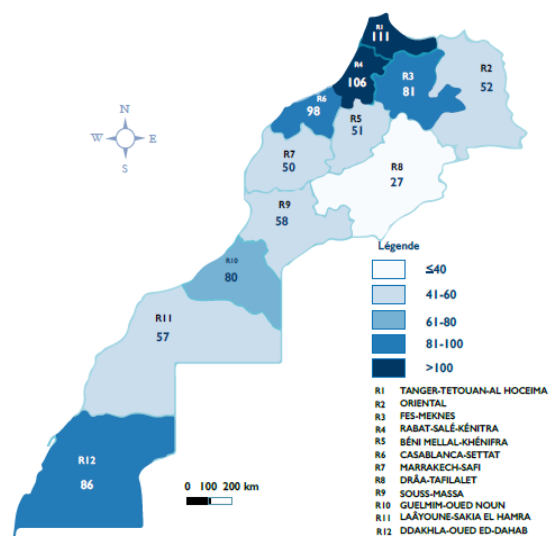 R1
111
R4
106
R3
81
R2
52
R6
98
R5
51
R7
50
R8
27
R9
58
R10
80
R11
57
R12
86
N
W
E
S
Légende
≤40
41-60
61-80
81-100
>100
R1 TANGER-TETOUAN-AL HOCEIMA
R2 ORIENTAL
R3 FES-MEKNES
R4 RABAT-SALÉ-KÉNITRA
R5 BÉNI MELLAL-KHÉNIFRA
R6 CASABLANCA-SETTAT
R7 MARRAKECH-SAFI
R8 DRÂA-TAFILALET
R9 SOUSS-MASSA
R10 GUELMIM-OUED NOUN
R11 LAÂYOUNE-SAKIA EL HAMRA
R12 DDAKHLA-OUED ED-DAHAB
0 100 200 km